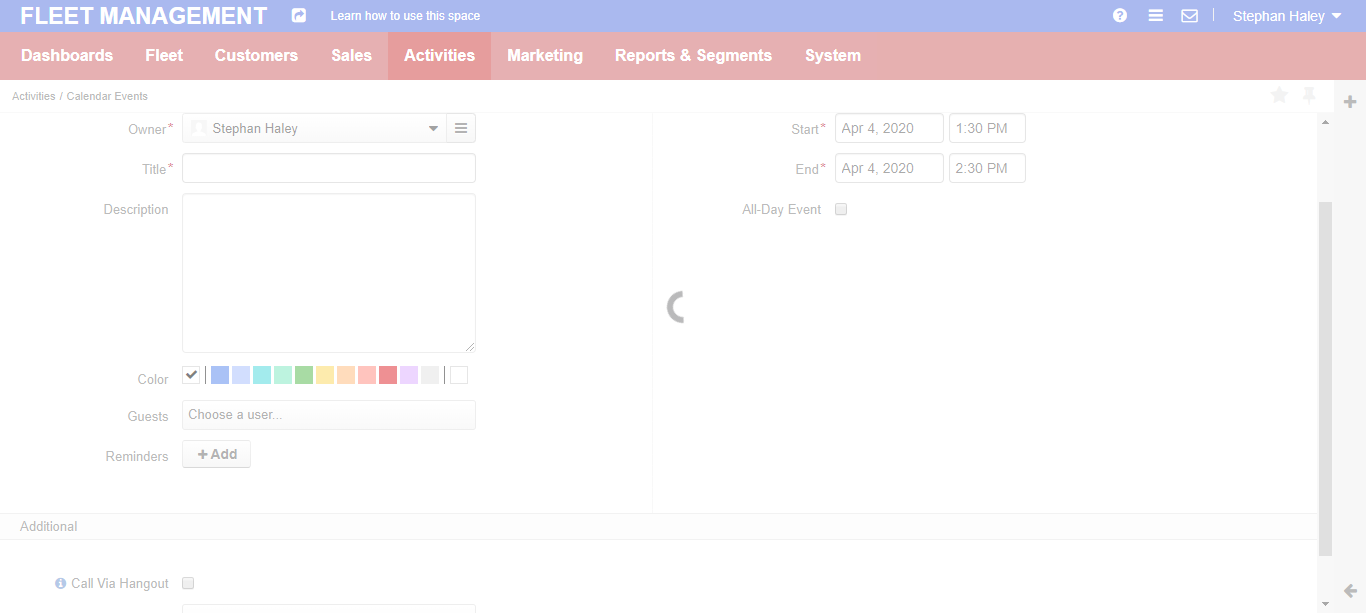 FLEET MANAGEMENT Learn how to use this space Stephan Haley
Dashboards Fleet Customers Sales Activities Marketing Reports & Segments System
Activities / Calendar Events
Owner* Stephan Haley
Start* Apr 4, 2020 1:30 PM
Title*
End* Apr 4, 2020 2:30 PM
Description
All-Day Event
Color
Guests Choose a user...
Reminders + Add
Additional
Call Via Hangout